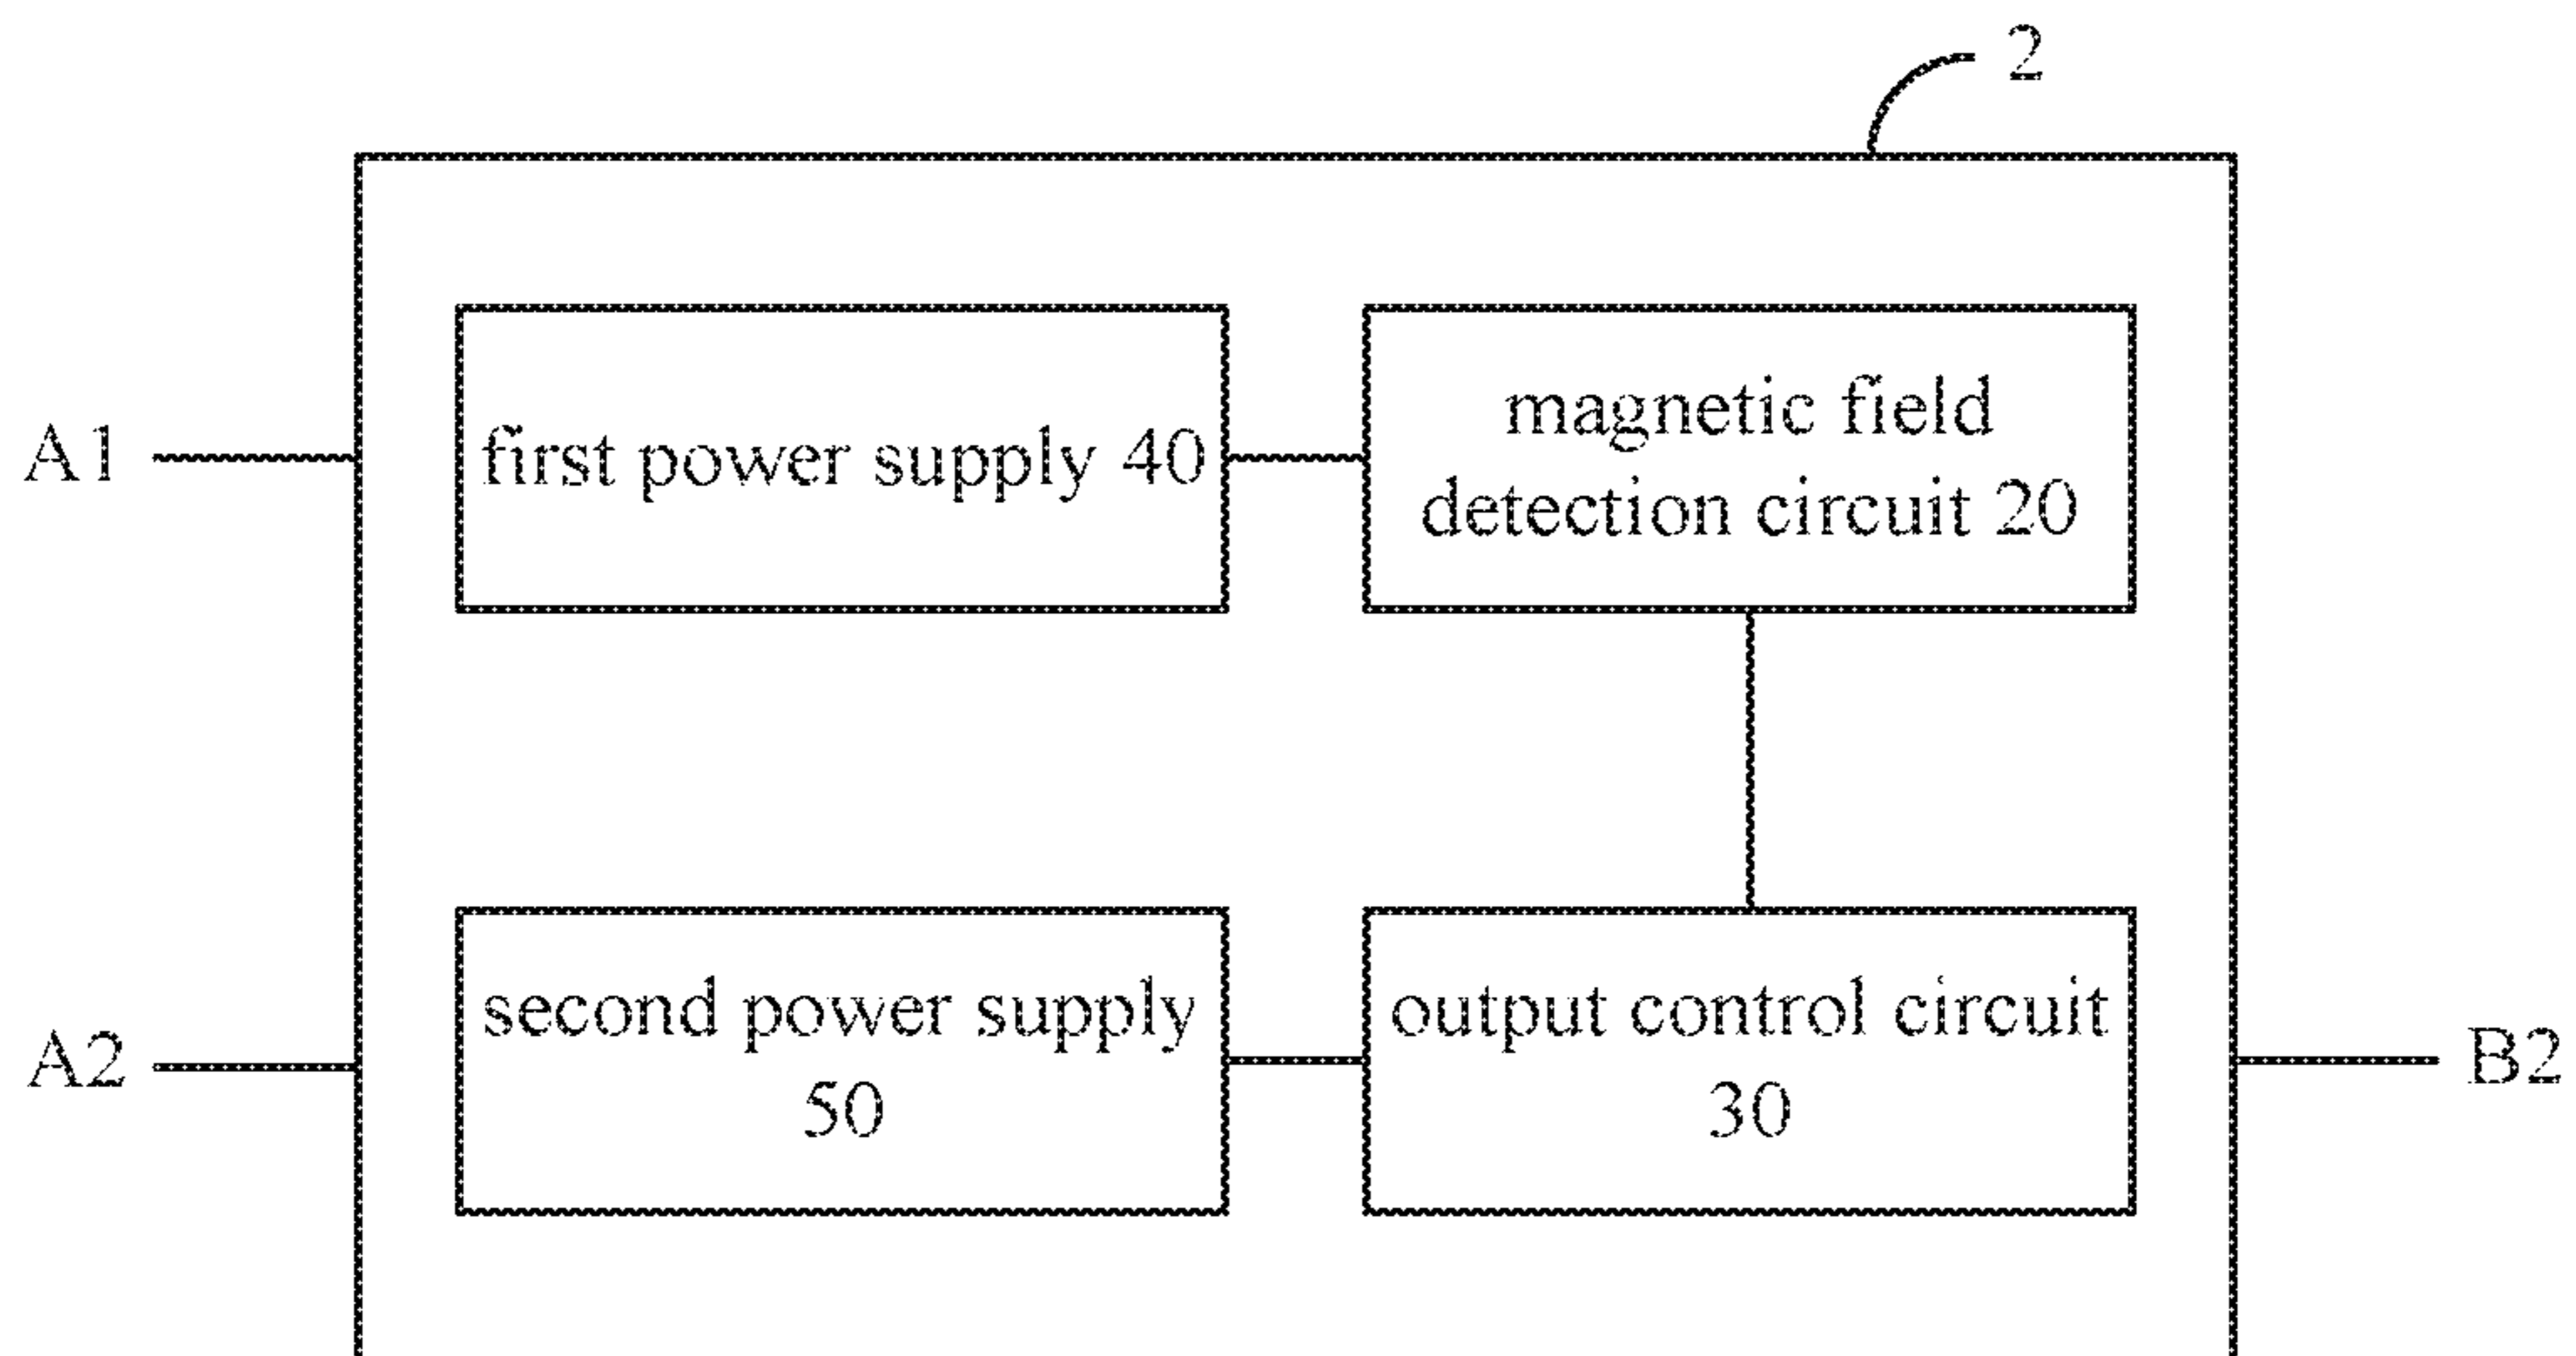 2
A1
first power supply 40
magnetic field
detection circuit 20
A2
second power supply
50
output control circuit
30
B2